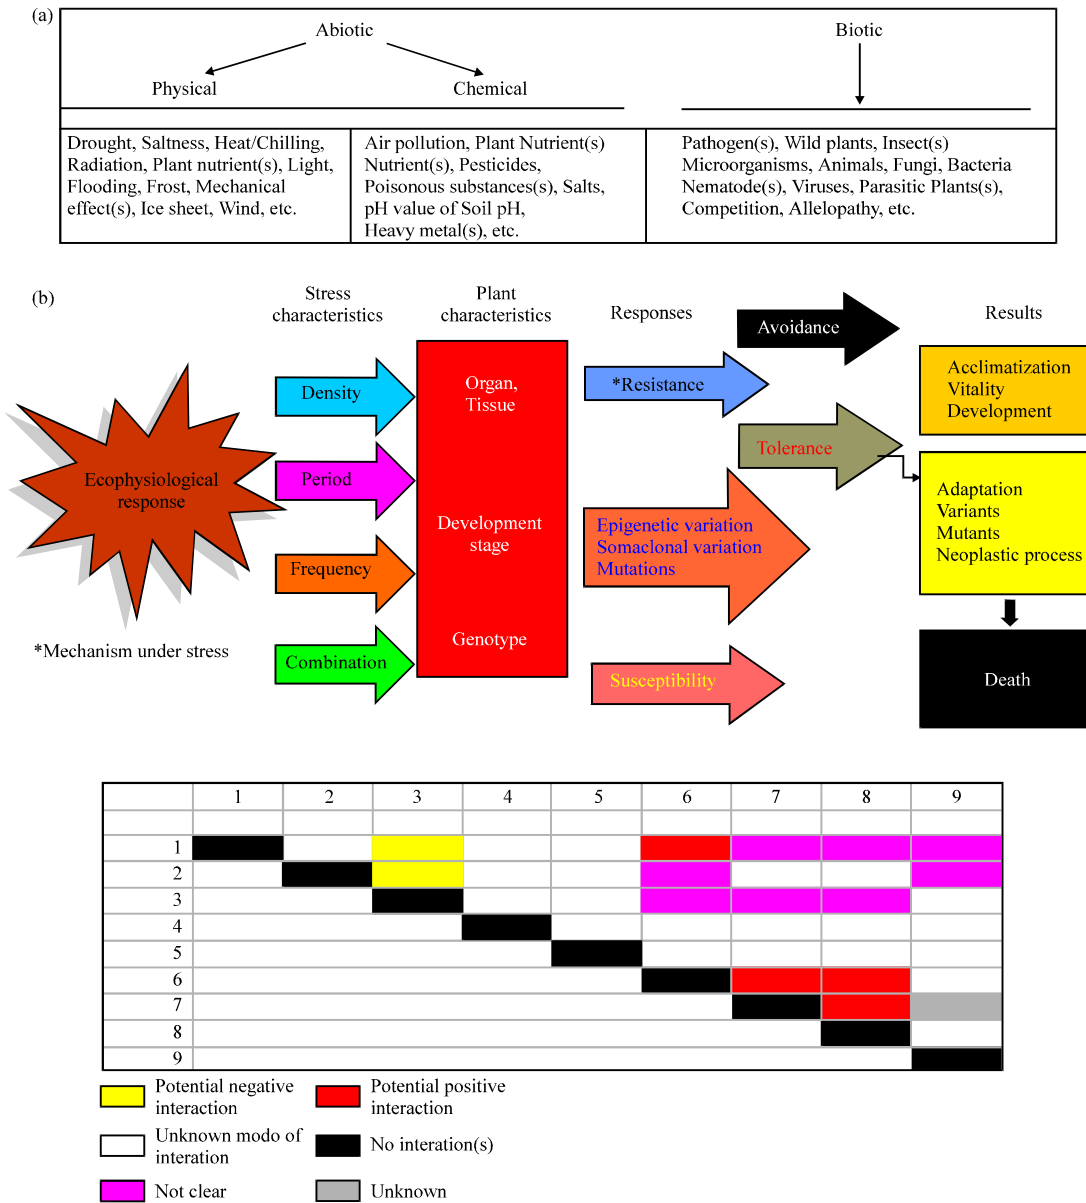 (a)
Abiotic
Biotic
Physical
Chemical
Drought, Saltness, Heat/Chilling,
Radiation, Plant nutrient(s), Light,
Flooding, Frost, Mechanical
effect(s), Ice sheet, Wind, etc.
Air pollution, Plant Nutrient(s)
Nutrient(s), Pesticides,
Poisonous substances(s), Salts,
pH value of Soil pH,
Heavy metal(s), etc.
Pathogen(s), Wild plants, Insect(s)
Microorganisms, Animals, Fungi, Bacteria
Nematode(s), Viruses, Parasitic Plants(s),
Competition, Allelopathy, etc.
(b)
Stress
characteristics
Plant
characteristics
Responses
Results
Ecophysiological
response
*Mechanism under stress
Density
Period
Frequency
Combination
Organ,
Tissue
Development
stage
Genotype
*Resistance
Epigenetic variation
Somaclonal variation
Mutations
Susceptibility
Avoidance
Tolerance
Acclimatization
Vitality
Development
Adaptation
Variants
Mutants
Neoplastic process
Death
1 2 3 4 5 6 7 8 9
1
2
3
4
5
6
7
8
9
Potential negative
interaction
Potential positive
interaction
Unknown modo of
interation
No interation(s)
Not clear
Unknown